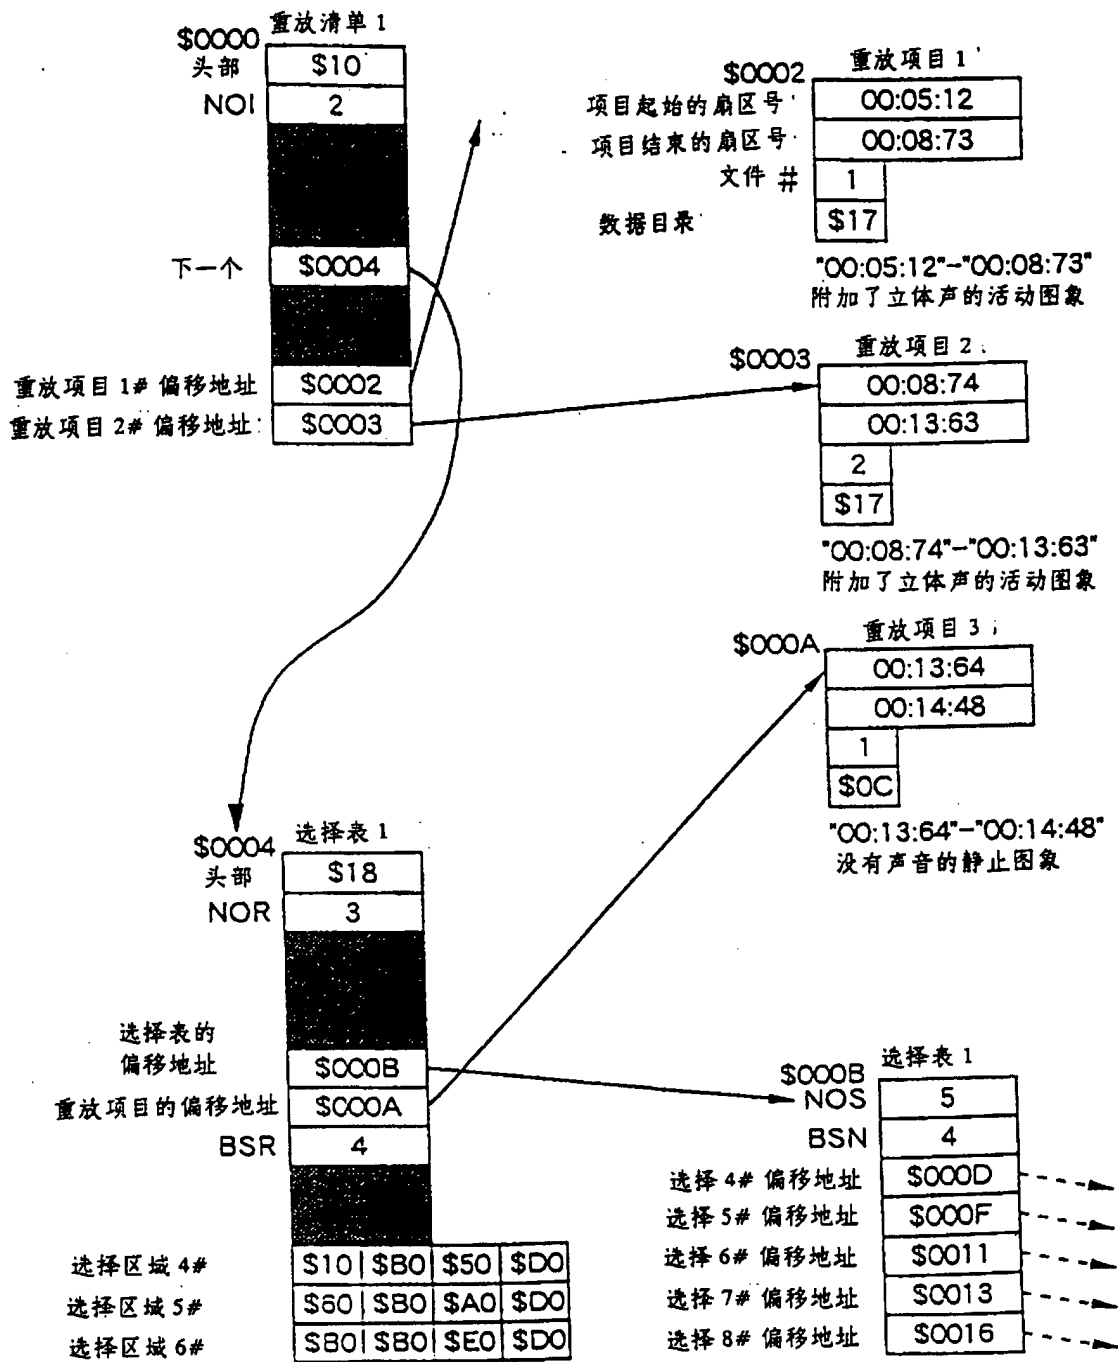 重放清单 1
$0000
头部 $10
NOI 2
下一个 $0004
重放项目 1# 偏移地址 $0002
重放项目 2# 偏移地址 $0003
重放项目 1
$0002
项目起始的扇区号 00:05:12
项目结束的扇区号 00:08:73
文件 # 1
数据目录 $17
"00:05:12"-"00:08:73"
附加了立体声的活动图象
重放项目 2
$0003
00:08:74
00:13:63
2
$17
"00:08:74"-"00:13:63"
附加了立体声的活动图象
重放项目 3
$000A
00:13:64
00:14:48
1
$0C
"00:13:64"-"00:14:48"
没有声音的静止图象
选择表 1
$0004
头部 $18
NOR 3
选择表的
偏移地址 $000B
重放项目的偏移地址 $000A
BSR 4
选择区域 4# $10 $B0 $50 $D0
选择区域 5# $60 $B0 $A0 $D0
选择区域 6# $B0 $B0 $E0 $D0
选择表 1
$000B
NOS 5
BSN 4
选择 4# 偏移地址 $000D
选择 5# 偏移地址 $000F
选择 6# 偏移地址 $0011
选择 7# 偏移地址 $0013
选择 8# 偏移地址 $0016